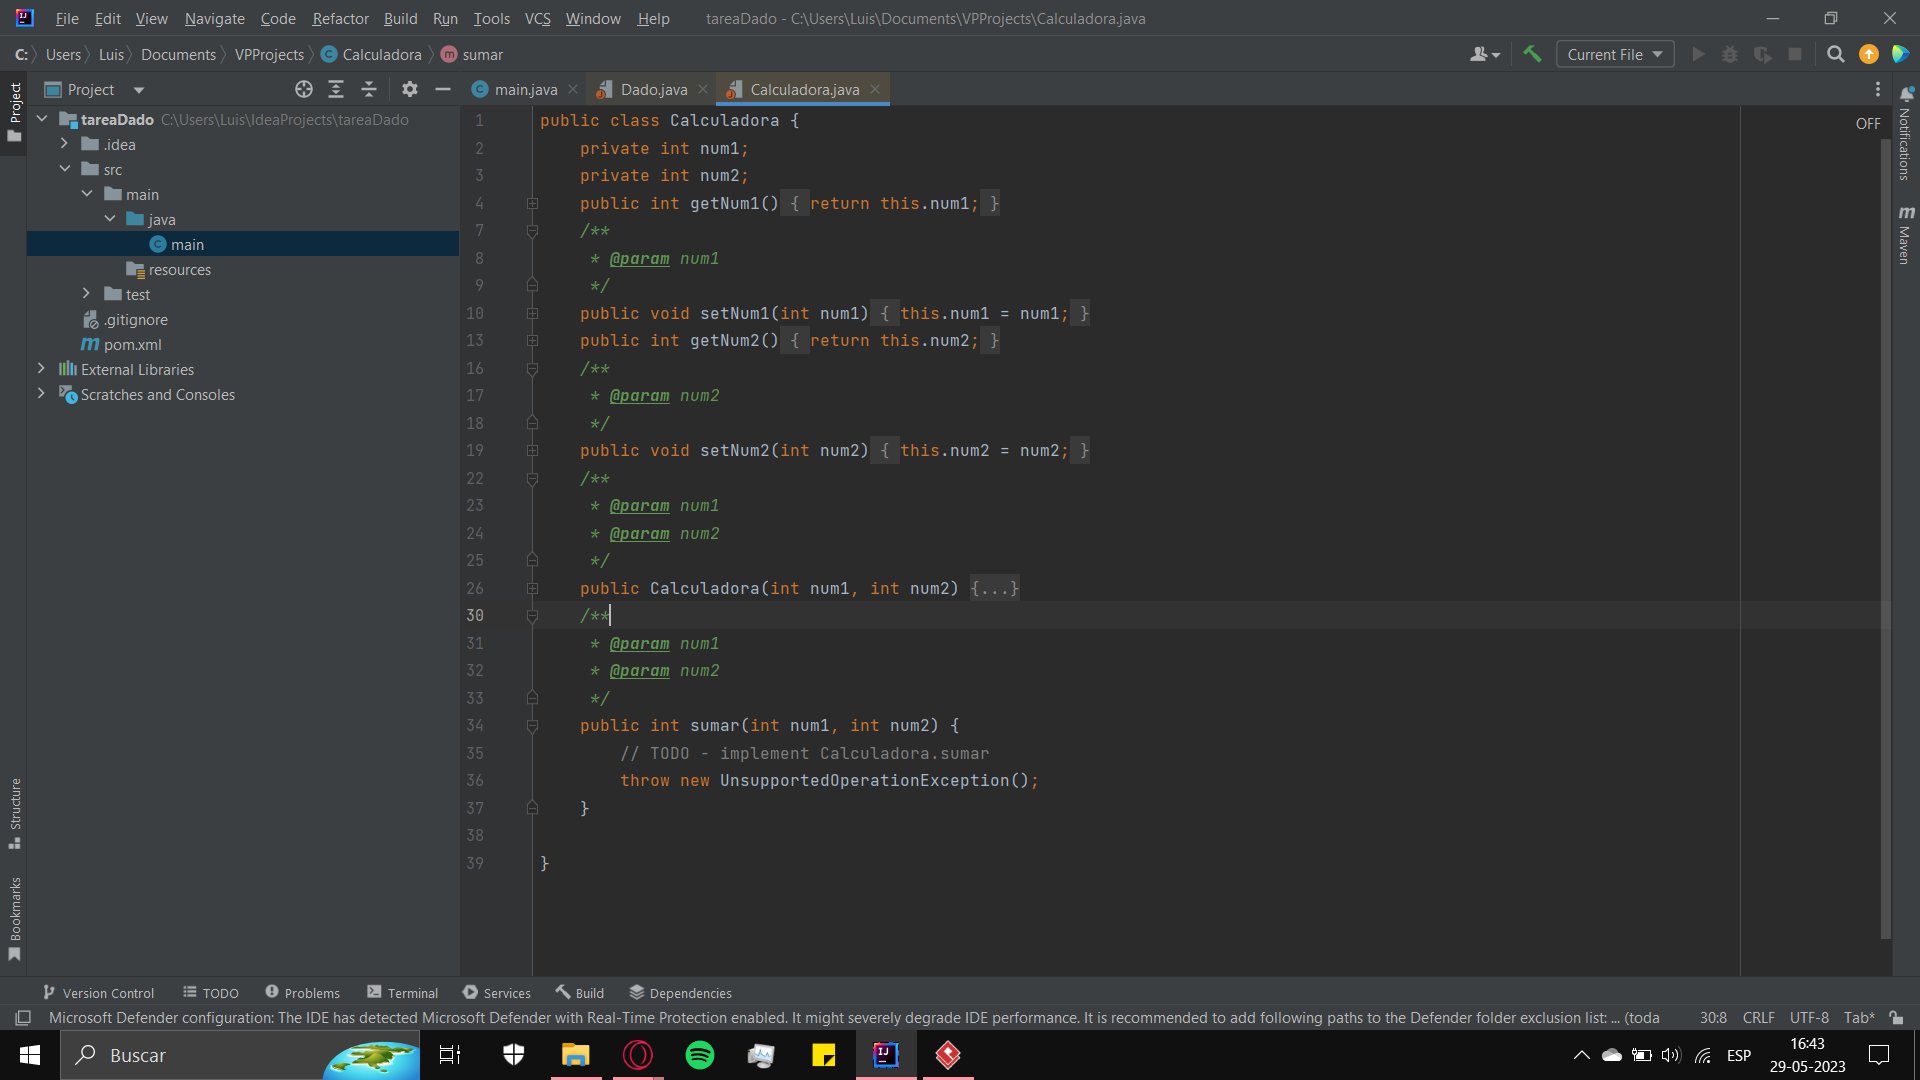 File Edit View Navigate Code Refactor Build Run Tools VCS Window Help tareaDado - C:\Users\Luis\Documents\VPProjects\Calculadora.java
C: Users Luis Documents VPProjects Calculadora sumar Current File
Project
Project
main.java Dado.java Calculadora.java
tareaDado C:\Users\Luis\IdeaProjects\tareaDado
.idea
src
main
java
main
resources
test
.gitignore
pom.xml
External Libraries
Scratches and Consoles
1 public class Calculadora {
2 private int num1;
3 private int num2;
4 public int getNum1() { return this.num1; }
7 /**
8 * @param num1
9 */
10 public void setNum1(int num1) { this.num1 = num1; }
13 public int getNum2() { return this.num2; }
16 /**
17 * @param num2
18 */
19 public void setNum2(int num2) { this.num2 = num2; }
22 /**
23 * @param num1
24 * @param num2
25 */
26 public Calculadora(int num1, int num2) {...}
30 /**
31 * @param num1
32 * @param num2
33 */
34 public int sumar(int num1, int num2) {
35 // TODO - implement Calculadora.sumar
36 throw new UnsupportedOperationException();
37 }
38
39 }
OFF
Notifications
Maven
Structure
Bookmarks
Version Control TODO Problems Terminal Services Build Dependencies
Microsoft Defender configuration: The IDE has detected Microsoft Defender with Real-Time Protection enabled. It might severely degrade IDE performance. It is recommended to add following paths to the Defender folder exclusion list: ... (toda 30:8 CRLF UTF-8 Tab*
Buscar
ESP
16:43
29-05-2023